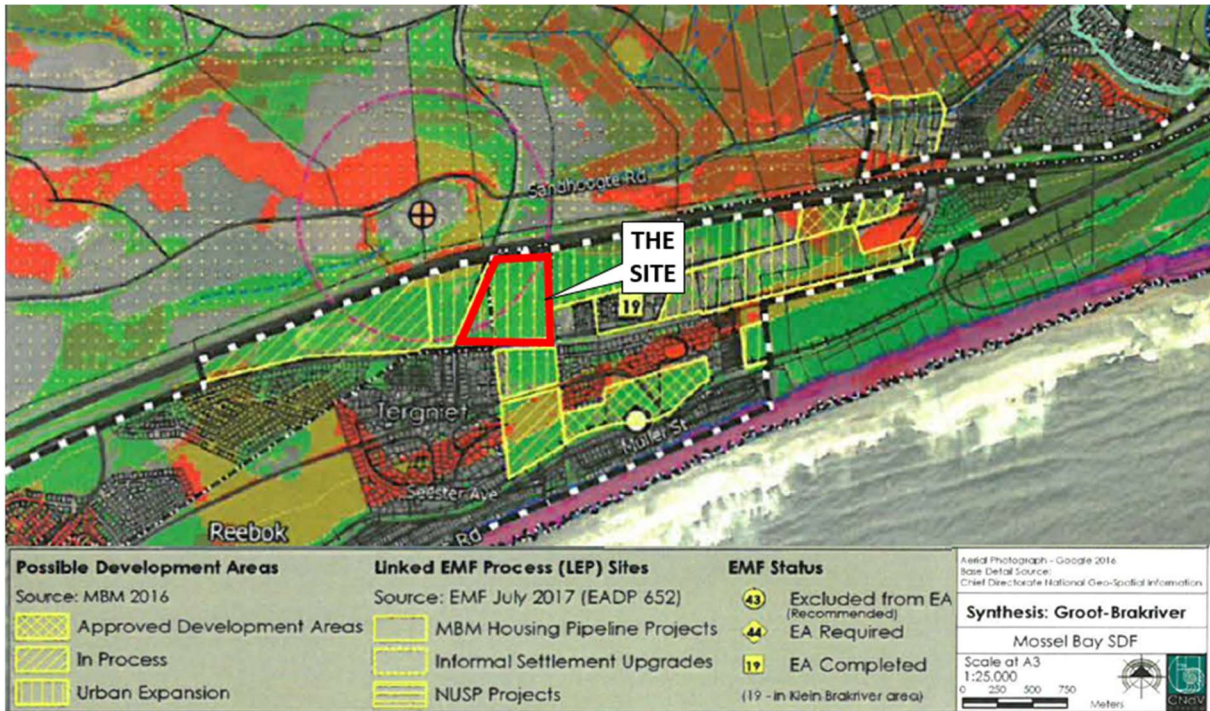 Sandhoogte Rd
THE
SITE
19
Tergniet
Muller St
Seester Ave
Reebok
Rd
Possible Development Areas
Source: MBM 2016
Approved Development Areas
In Process
Urban Expansion
Linked EMF Process (LEP) Sites
Source: EMF July 2017 (EADP 652)
MBM Housing Pipeline Projects
Informal Settlement Upgrades
NUSP Projects
EMF Status
43 Excluded from EA
(Recommended)
44 EA Required
19 EA Completed
(19 - in Klein Brakriver area)
Aerial Photograph - Google 2016
Base Detail Source:
Chief Directorate National Geo-Spatial Information
Synthesis: Groot-Brakriver
Mossel Bay SDF
Scale at A3
1:25,000
0 250 500 750
Meters
CNdV